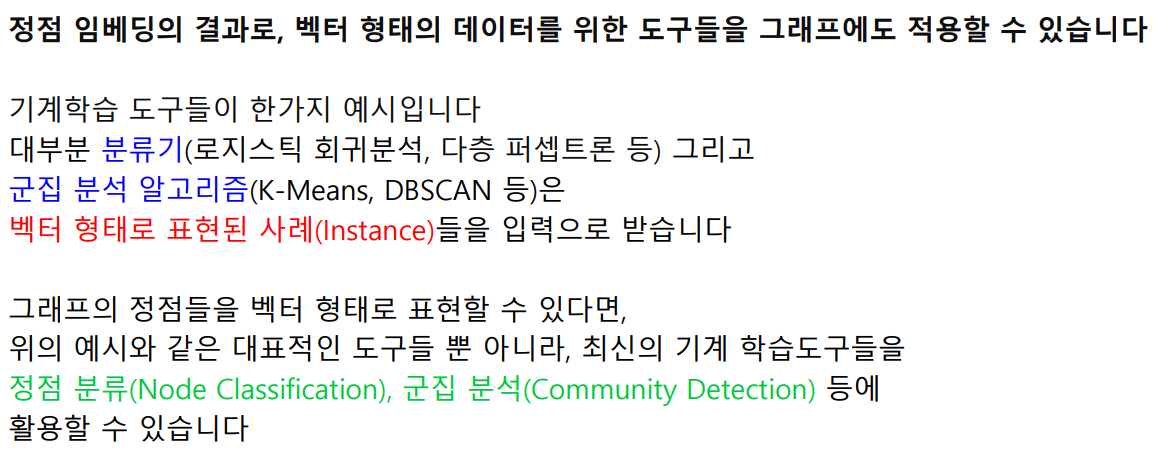 정점 임베딩의 결과로, 벡터 형태의 데이터를 위한 도구들을 그래프에도 적용할 수 있습니다
기계학습 도구들이 한가지 예시입니다
대부분 분류기(로지스틱 회귀분석, 다층 퍼셉트론 등) 그리고
군집 분석 알고리즘(K-Means, DBSCAN 등)은
벡터 형태로 표현된 사례(Instance)들을 입력으로 받습니다
그래프의 정점들을 벡터 형태로 표현할 수 있다면,
위의 예시와 같은 대표적인 도구들 뿐 아니라, 최신의 기계 학습도구들을
정점 분류(Node Classification), 군집 분석(Community Detection) 등에
활용할 수 있습니다